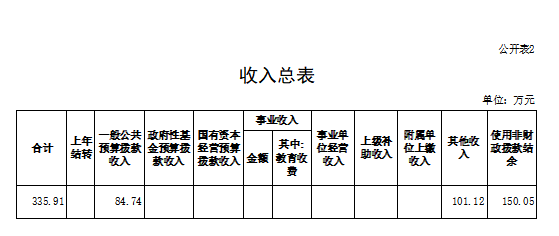 公开表2
收入总表
单位：万元
合计
上年
结转
一般公共
预算拨款
收入
政府性基
金预算拨
款收入
国有资本
经营预算
拨款收入
事业收入
金额
其中:
教育收
费
事业单
位经营
收入
上级补
助收入
附属单
位上缴
收入
其他收
入
使用非财
政拨款结
余
335.91 84.74 101.12 150.05